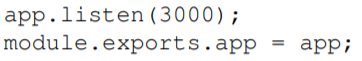 app.listen(3000);
module.exports.app = app;